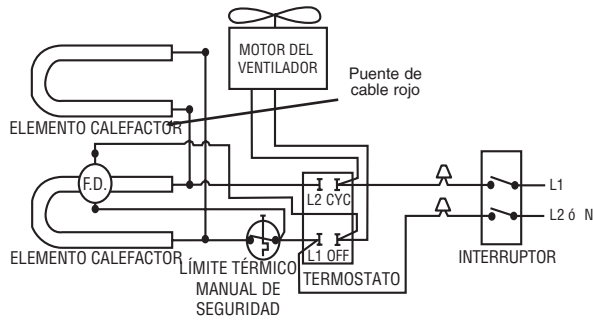 MOTOR DEL
VENTILADOR
Puente de
cable rojo
ELEMENTO CALEFACTOR
F.D.
L2 CYC
L1
L2 ó N
L1 OFF
ELEMENTO CALEFACTOR
LÍMITE TÉRMICO
MANUAL DE
SEGURIDAD
TERMOSTATO
INTERRUPTOR